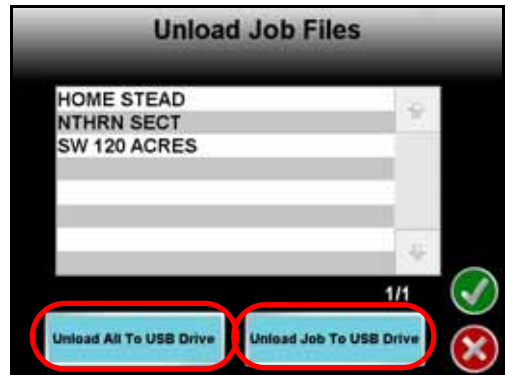 Unload Job Files
HOME STEAD
NTHRN SECT
SW 120 ACRES
1/1
Unload All To USB Drive
Unload Job To USB Drive